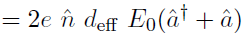 = 2e n̂ d_eff E_0(â† + â)